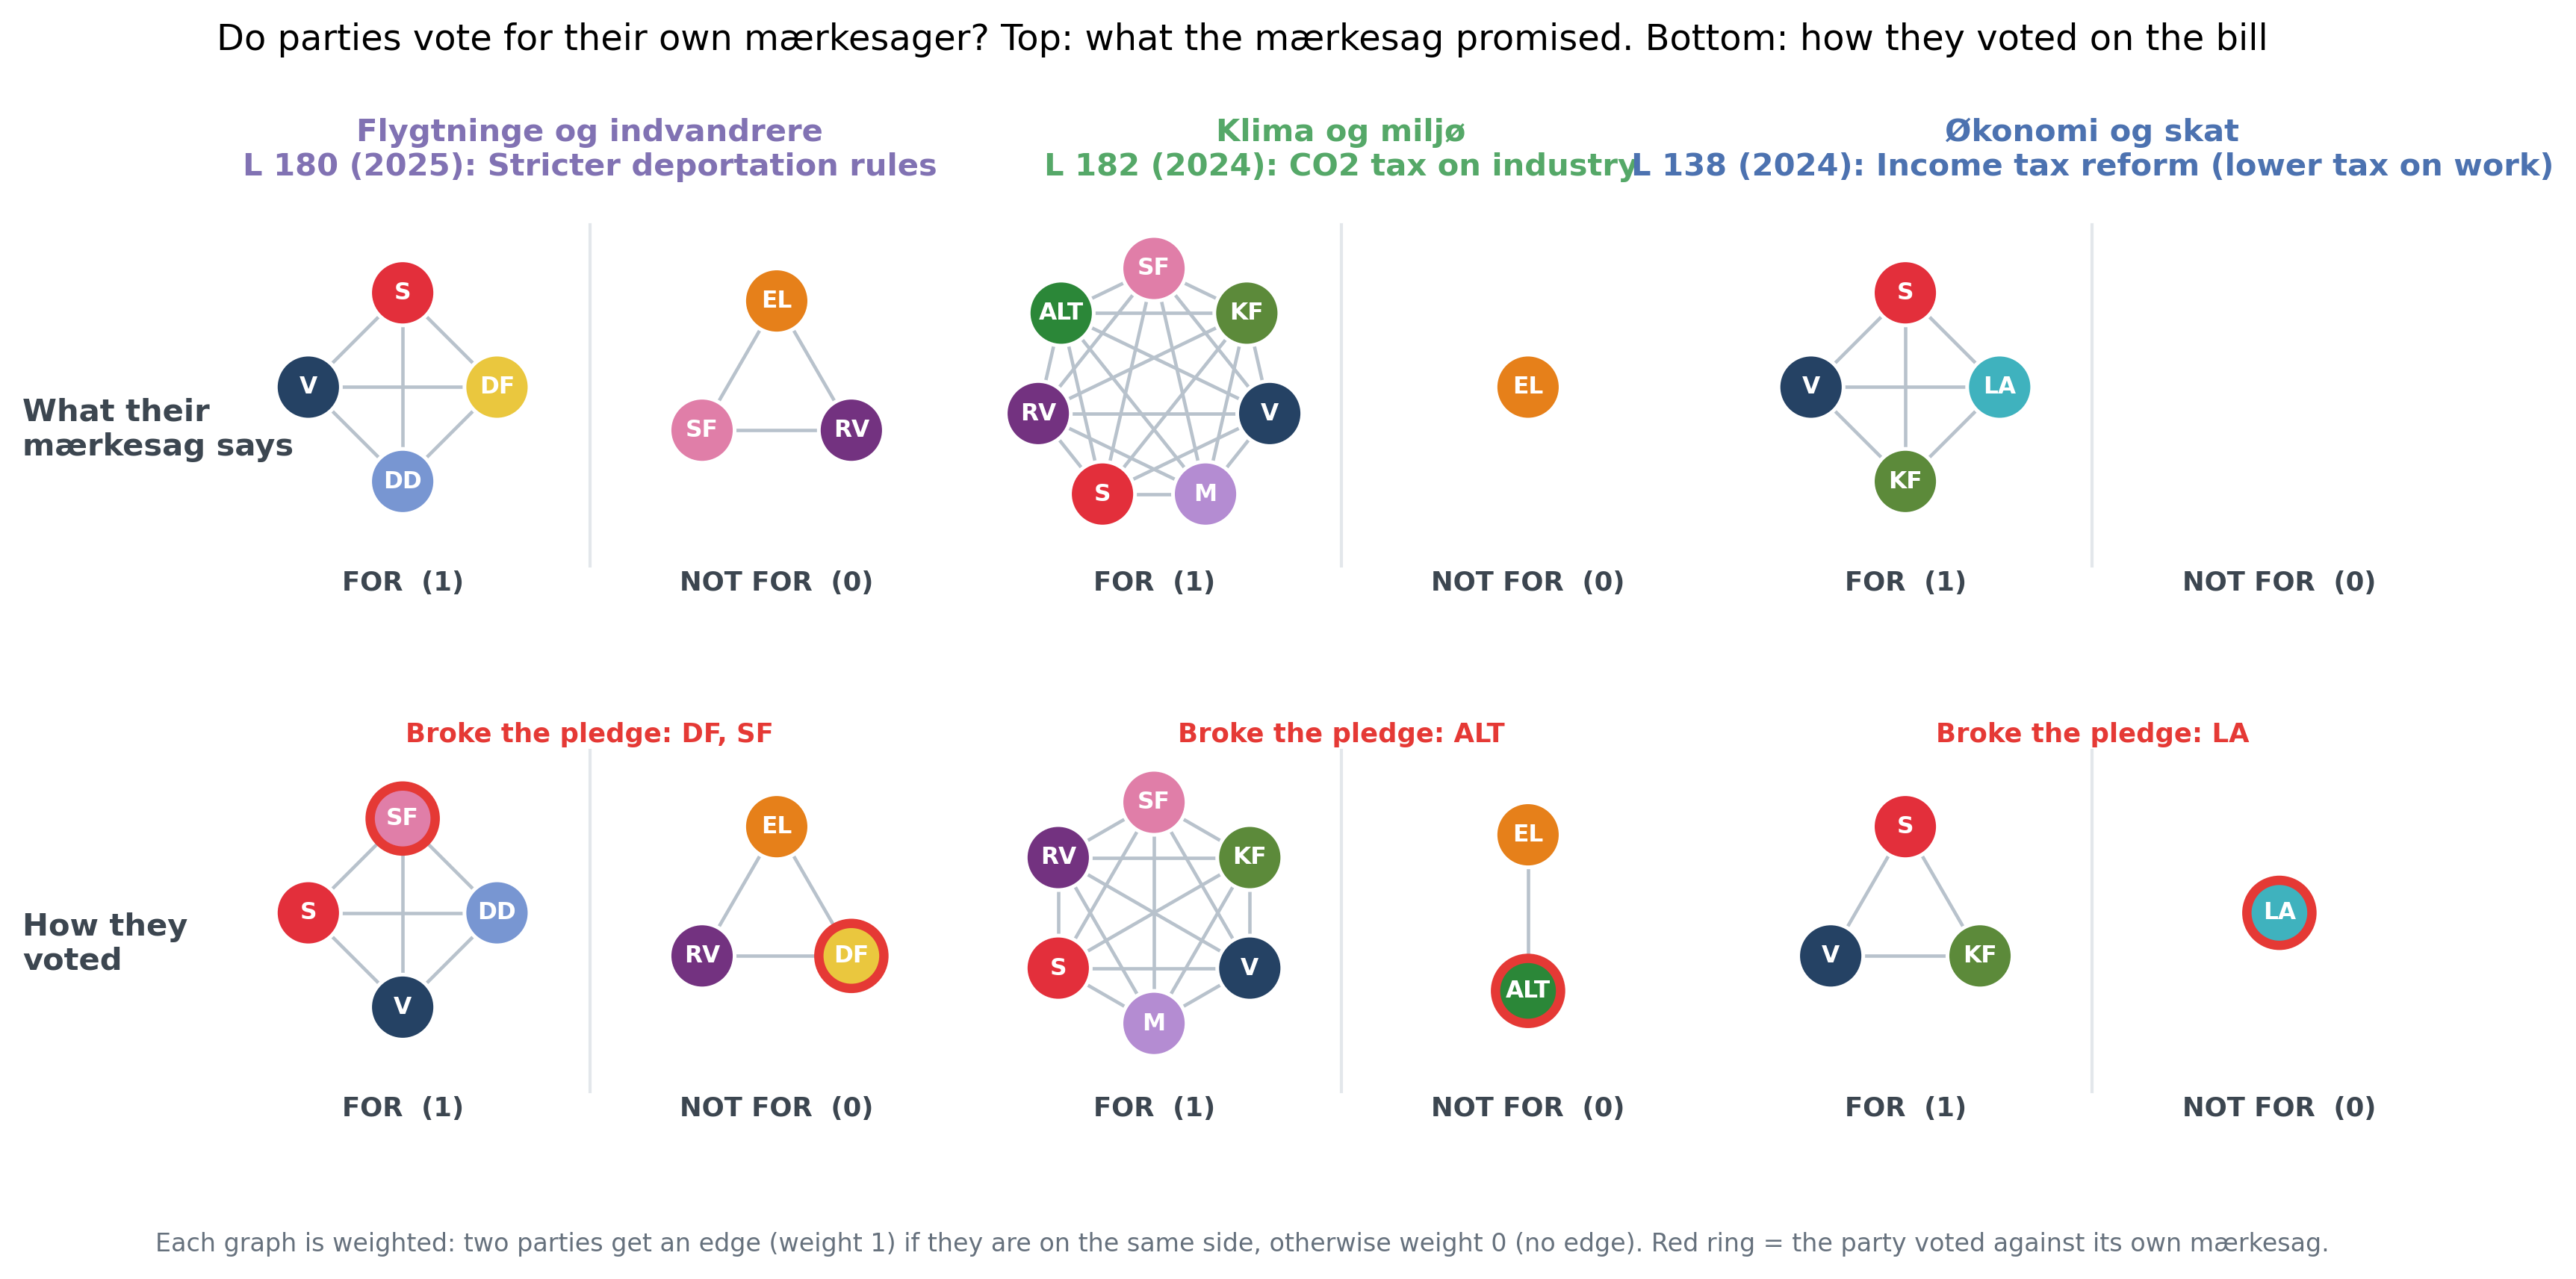 Do parties vote for their own mærkesager? Top: what the mærkesag promised. Bottom: how they voted on the bill
Flygtninge og indvandrere
L 180 (2025): Stricter deportation rules
Klima og miljø
L 182 (2024): CO2 tax on industry
Økonomi og skat
L 138 (2024): Income tax reform (lower tax on work)
What their
mærkesag says
S
V
DF
DD
FOR (1)
EL
SF
RV
NOT FOR (0)
SF
ALT
KF
RV
V
S
M
FOR (1)
EL
NOT FOR (0)
S
V
LA
KF
FOR (1)
NOT FOR (0)
How they
voted
Broke the pledge: DF, SF
SF
S
DD
V
FOR (1)
EL
RV
DF
NOT FOR (0)
Broke the pledge: ALT
SF
RV
KF
S
V
M
FOR (1)
EL
ALT
NOT FOR (0)
Broke the pledge: LA
S
V
KF
FOR (1)
LA
NOT FOR (0)
Each graph is weighted: two parties get an edge (weight 1) if they are on the same side, otherwise weight 0 (no edge). Red ring = the party voted against its own mærkesag.